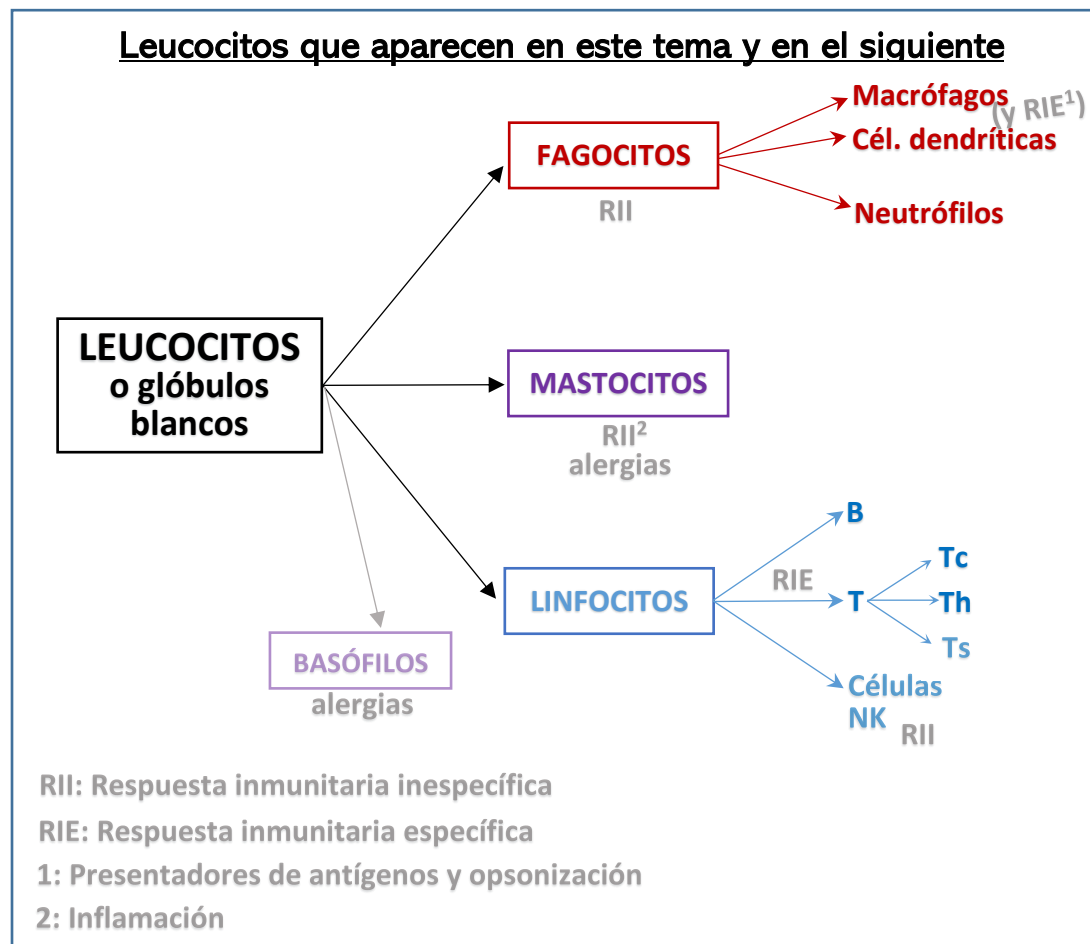 Leucocitos que aparecen en este tema y en el siguiente
Macrófagos
(y RIE¹)
FAGOCITOS
Cél. dendríticas
RII
Neutrófilos
LEUCOCITOS
o glóbulos
blancos
MASTOCITOS
RII²
alergias
B
Tc
RIE
LINFOCITOS
T
Th
Ts
BASÓFILOS
alergias
Células
NK
RII
RII: Respuesta inmunitaria inespecífica
RIE: Respuesta inmunitaria específica
1: Presentadores de antígenos y opsonización
2: Inflamación